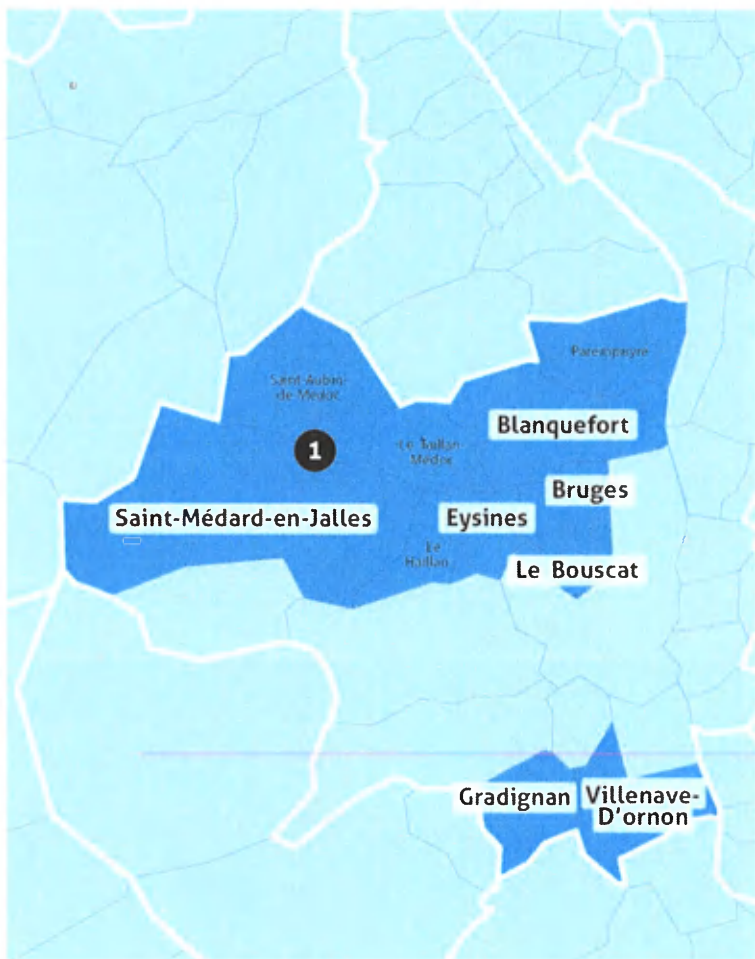 Parempuyre
Saint-Aubin-
de Médoc
Blanquefort
1
Le Taillan
Médoc
Bruges
Saint-Médard-en-Jalles
Eysines
Le
Haillan
Le Bouscat
Gradignan
Villenave-
D'ornon